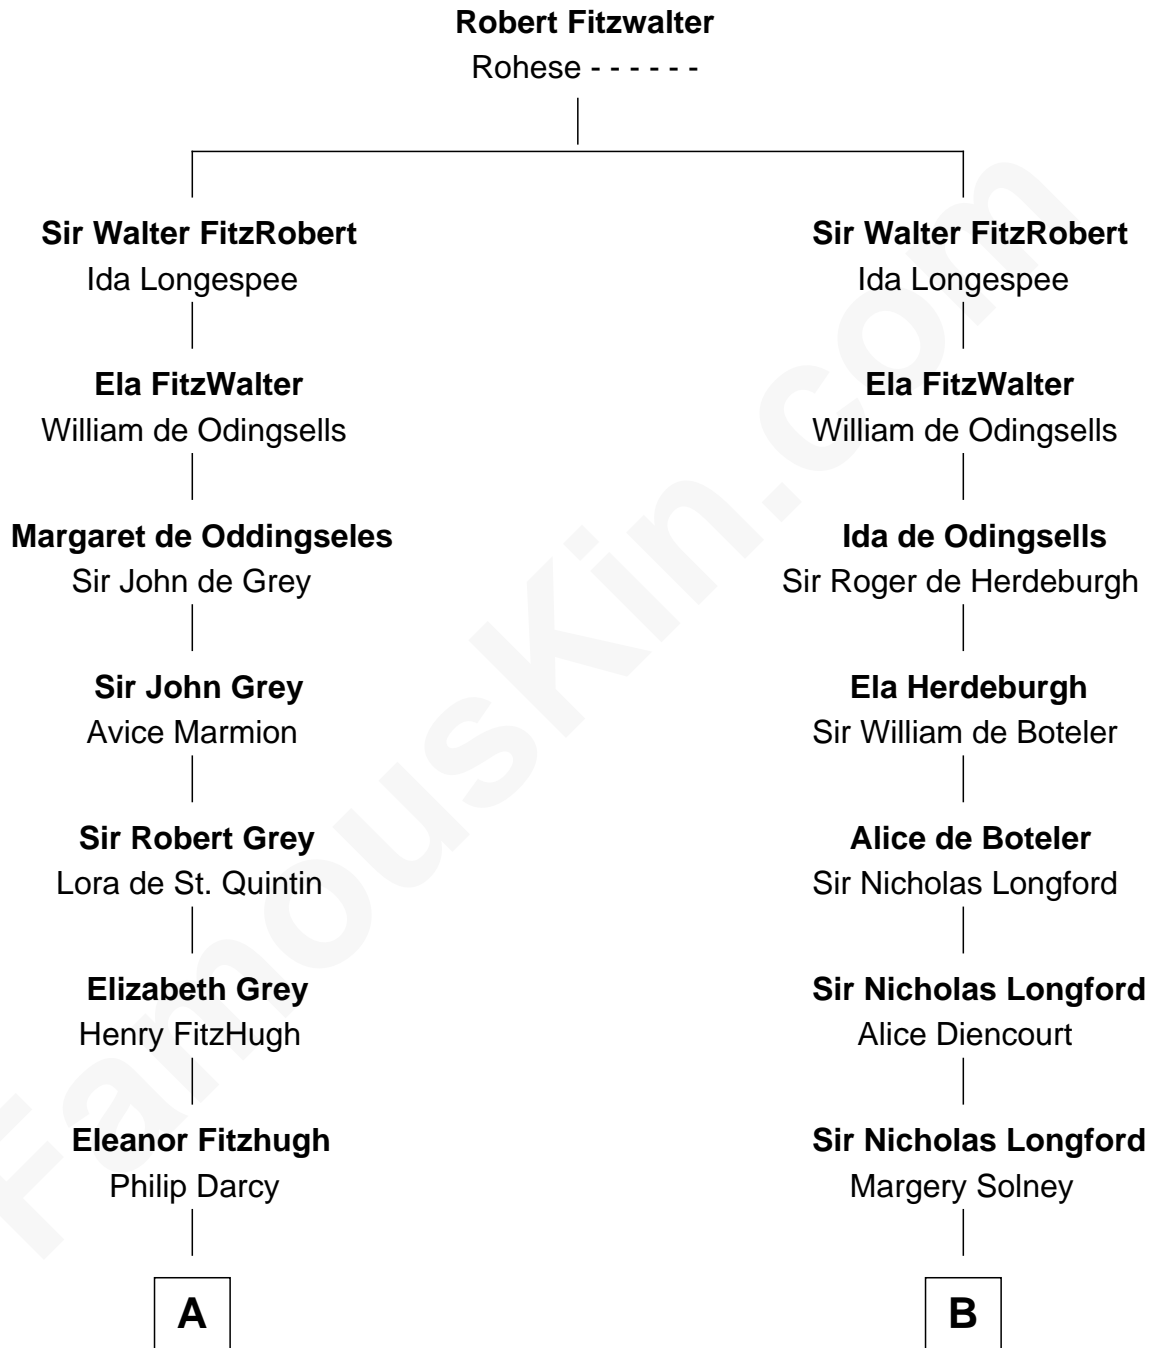 Robert Fitzwalter
Rohese - - - - - -
Sir Walter FitzRobert
Ida Longespee
Ela FitzWalter
William de Odingsells
Margaret de Oddingseles
Sir John de Grey
Sir John Grey
Avice Marmion
Sir Robert Grey
Lora de St. Quintin
Elizabeth Grey
Henry FitzHugh
Eleanor Fitzhugh
Philip Darcy
A
Sir Walter FitzRobert
Ida Longespee
Ela FitzWalter
William de Odingsells
Ida de Odingsells
Sir Roger de Herdeburgh
Ela Herdeburgh
Sir William de Boteler
Alice de Boteler
Sir Nicholas Longford
Sir Nicholas Longford
Alice Diencourt
Sir Nicholas Longford
Margery Solney
B
FamousKin.com